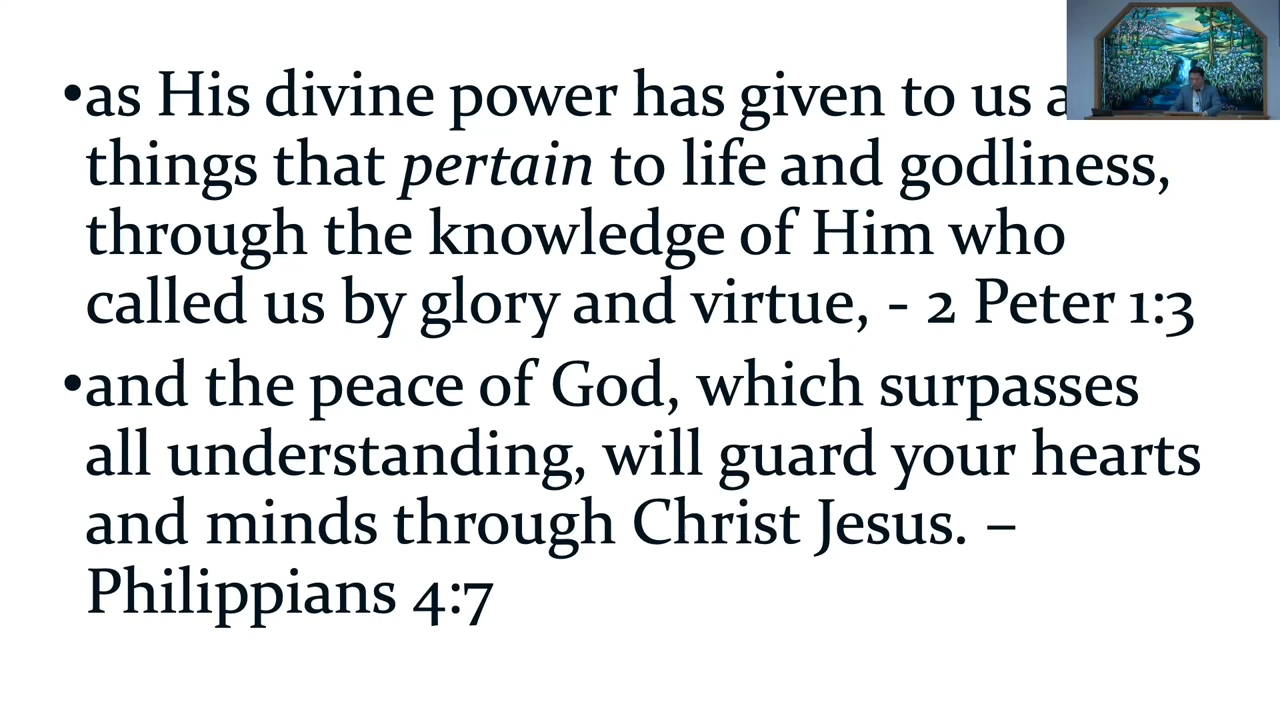 •as His divine power has given to us
things that pertain to life and godliness,
through the knowledge of Him who
called us by glory and virtue, - 2 Peter 1:3
•and the peace of God, which surpasses
all understanding, will guard your hearts
and minds through Christ Jesus. –
Philippians 4:7